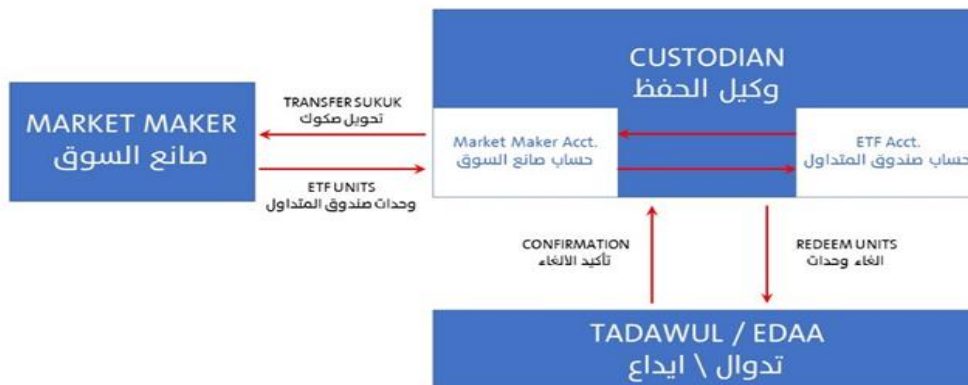 CUSTODIAN
وكيل الحفظ
MARKET MAKER
صانع السوق
TRANSFER SUKUK
تحويل صكوك
ETF UNITS
وحدات صندوق المتداول
Market Maker Acct.
حساب صانع السوق
ETF Acct.
حساب صندوق المتداول
CONFIRMATION
تأكيد الالغاء
REDEEM UNITS
الغاء وحدات
TADAWUL / EDAA
تدوال \ ايداع